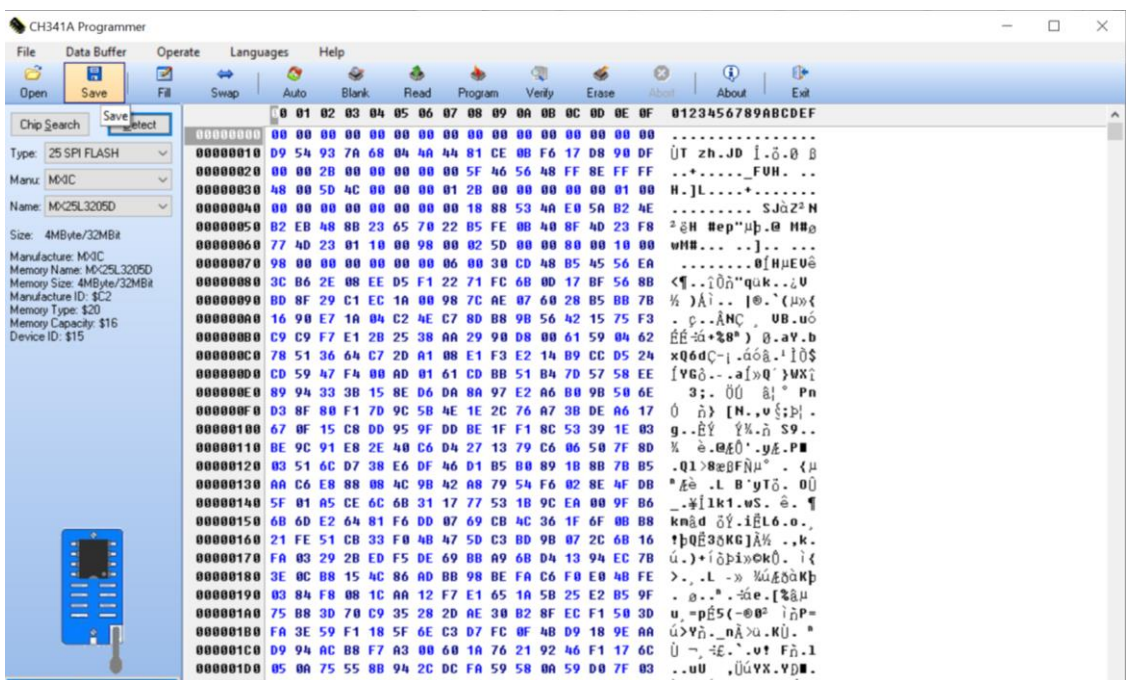 CH341A Programmer
File Data Buffer Operate Languages Help
Open Save Fill Swap Auto Blank Read Program Verify Erase Abort About Exit
Save
Chip Search
Type: 25 SPI FLASH
Manu: MXIC
Name: MX25L3205D
Size: 4MByte/32MBit
Manufacture: MXIC
Memory Name: MX25L3205D
Memory Size: 4MByte/32MBit
Manufacture ID: $C2
Memory Type: $20
Memory Capacity: $16
Device ID: $15
01 02 03 04 05 06 07 08 09 0A 0B 0C 0D 0E 0F 0123456789ABCDEF
00000000 00 00 00 00 00 00 00 00 00 00 00 00 00 00 00 00
00000010 D9 54 93 7A 68 04 4A 44 81 CE 0B F6 17 D8 90 DF
00000020 00 00 2B 00 00 00 00 00 5F 46 56 48 FF 8E FF FF
00000030 48 00 5D 4C 00 00 00 01 2B 00 00 00 00 00 01 00
00000040 00 00 00 00 00 00 00 00 18 88 53 4A E0 5A B2 4E
00000050 B2 EB 48 8B 23 65 70 22 B5 FE 0B 40 8F 4D 23 F8
00000060 77 4D 23 01 10 00 98 00 02 5D 00 00 80 00 10 00
00000070 98 00 00 00 00 00 06 00 30 CD 48 B5 45 56 EA
00000080 3C B6 2E 08 EE D5 F1 22 71 FC 6B 0D 17 BF 56 8B
00000090 BD 8F 29 C1 EC 1A 00 98 7C AE 07 60 28 B5 BB 7B
000000A0 16 90 E7 1A 04 C2 4E C7 8D B8 9B 56 42 15 75 F3
000000B0 C9 C9 F7 E1 2B 25 38 AA 29 90 D8 00 61 59 04 62
000000C0 78 51 36 64 C7 2D A1 08 E1 F3 E2 14 B9 CC D5 24
000000D0 CD 59 47 F4 00 AD 01 61 CD BB 51 B4 7D 57 58 EE
000000E0 89 94 33 3B 15 8E D6 DA 8A 97 E2 A6 B0 9B 50 6E
000000F0 D3 8F 80 F1 7D 9C 5B 4E 1E 2C 76 A7 3B DE A6 17
00000100 67 0F 15 C8 DD 95 9F DD BE 1F F1 8C 53 39 1E 03
00000110 BE 9C 91 E8 2E 40 C6 D4 27 13 79 C6 06 50 7F 8D
00000120 03 51 6C D7 38 E6 DF 46 D1 B5 B0 89 1B 8B 7B B5
00000130 AA C6 E8 88 08 4C 9B 42 A8 79 54 F6 02 8E 4F DB
00000140 5F 01 A5 CE 6C 6B 31 17 77 53 1B 9C EA 00 9F B6
00000150 6B 6D E2 64 81 F6 DD 07 69 CB 4C 36 1F 6F 0B B8
00000160 21 FE 51 CB 33 F0 4B 47 5D C3 BD 9B 07 2C 6B 16
00000170 FA 03 29 2B ED F5 DE 69 BB A9 6B D4 13 94 EC 7B
00000180 3E 0C B8 15 4C 86 AD BB 98 BE FA C6 F0 E0 4B FE
00000190 03 84 F8 08 1C AA 12 F7 E1 65 1A 5B 25 E2 B5 9F
000001A0 75 B8 3D 70 C9 35 28 2D AE 30 B2 8F EC F1 50 3D
000001B0 FA 3E 59 F1 18 5F 6E C3 D7 FC 0F 4B D9 18 9E AA
000001C0 D9 94 AC B8 F7 A3 00 60 1A 76 21 92 46 F1 17 6C
000001D0 05 0A 75 55 8B 94 2C DC FA 59 58 0A 59 D0 7F 03